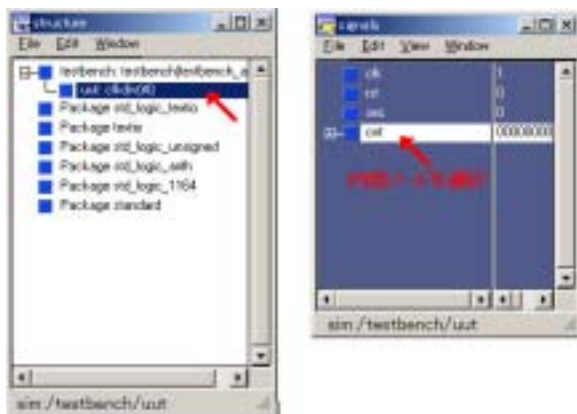 structure
File Edit Window
testbench: testbench(testbench_a
uut: clkdiv(rtl)
Package std_logic_textio
Package textio
Package std_logic_unsigned
Package std_logic_arith
Package std_logic_1164
Package standard
sim:/testbench/uut
signals
File Edit View Window
clk 1
rst 0
sec 0
cnt 00000000
sim:/testbench/uut